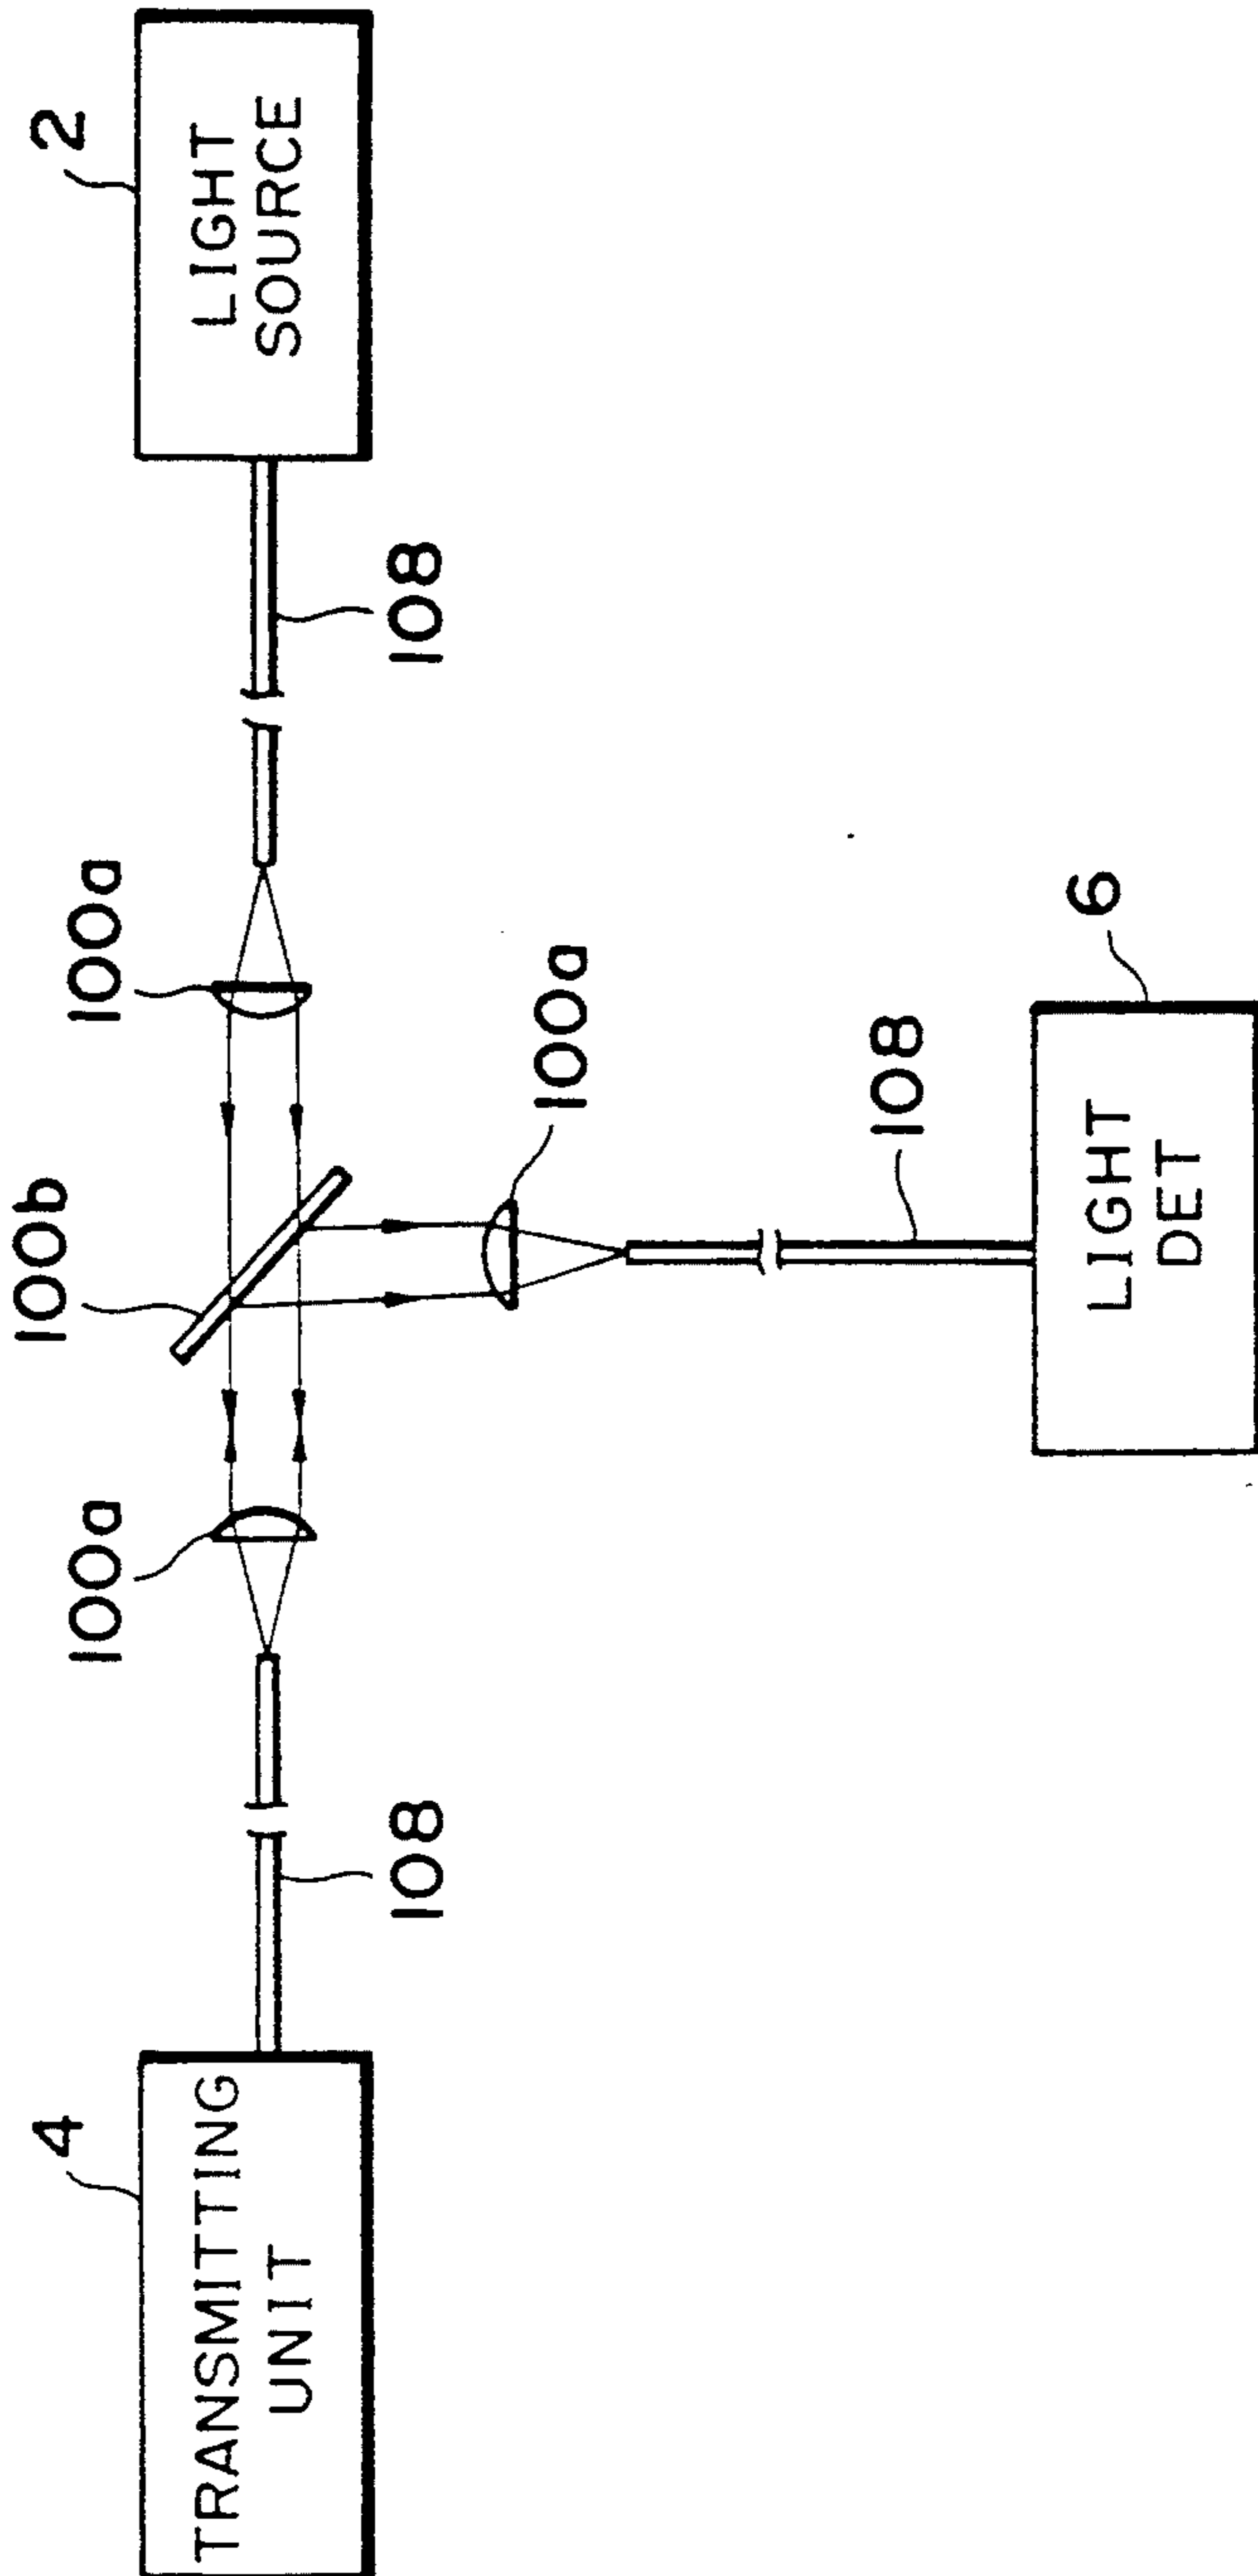 4
TRANSMITTING
UNIT
108
100a
100b
100a
2
LIGHT
SOURCE
108
100a
108
6
LIGHT
DET